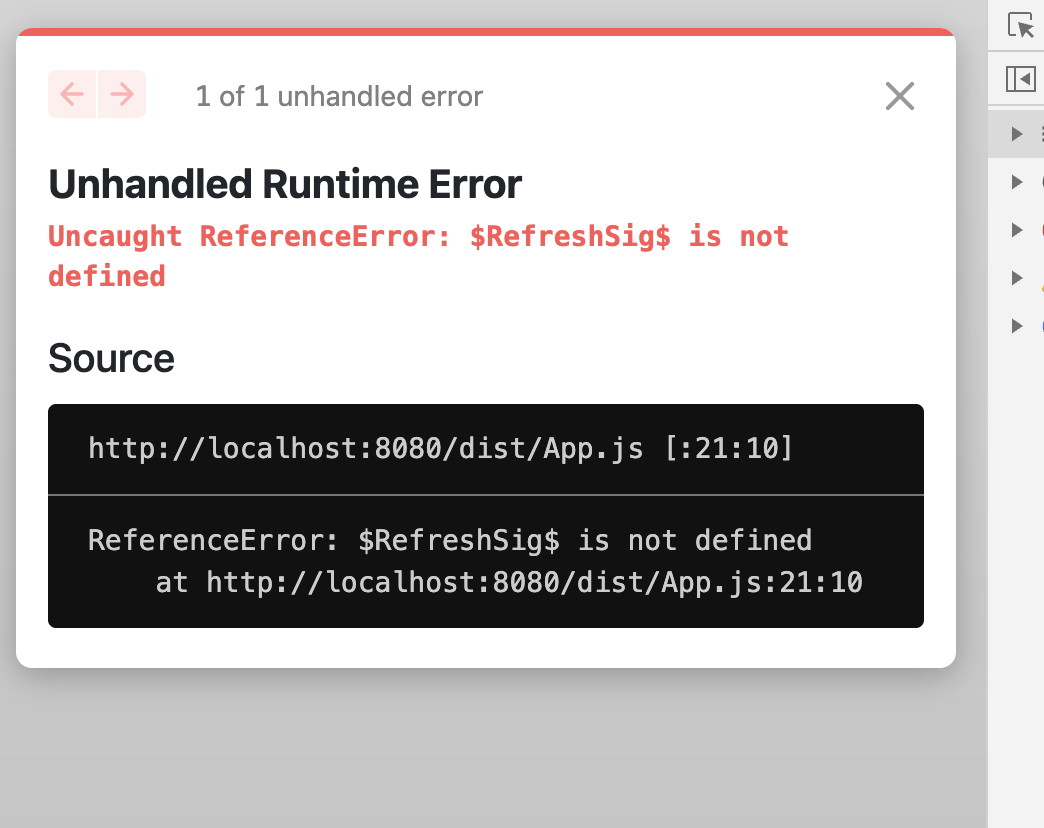 1 of 1 unhandled error
Unhandled Runtime Error
Uncaught ReferenceError: $RefreshSig$ is not
defined
Source
http://localhost:8080/dist/App.js [:21:10]
ReferenceError: $RefreshSig$ is not defined
at http://localhost:8080/dist/App.js:21:10